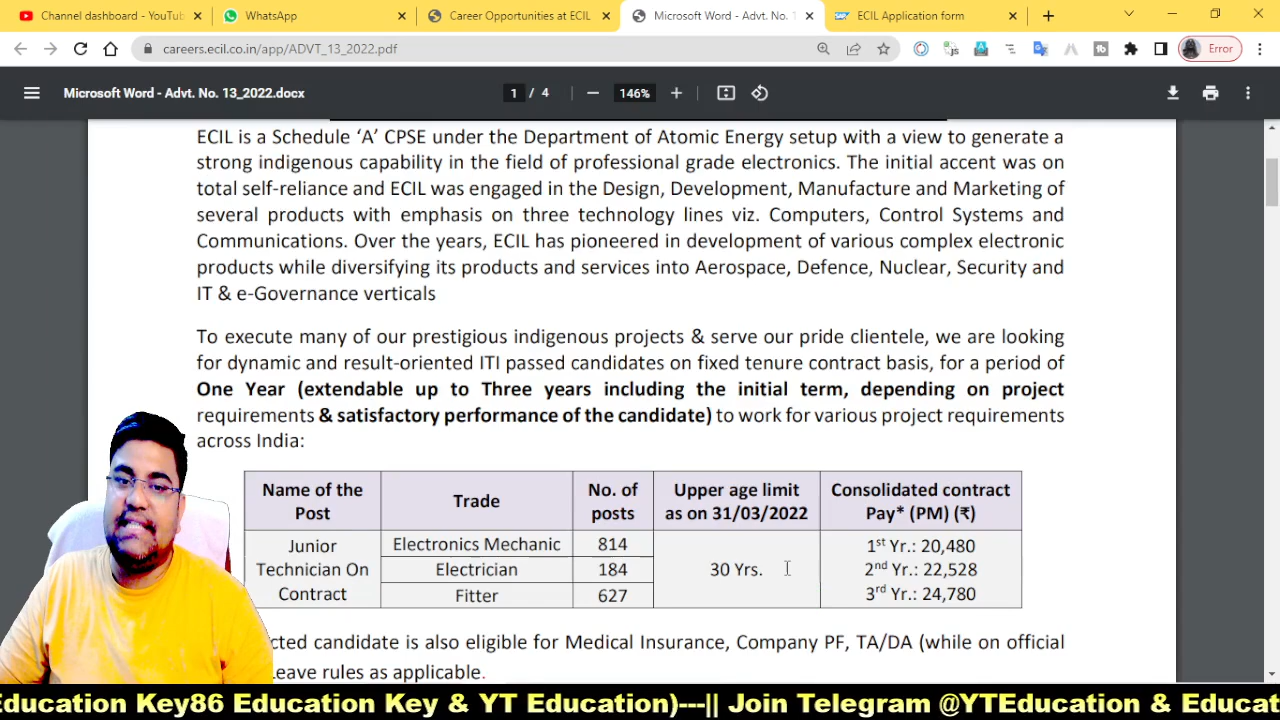 Channel dashboard - YouTu
WhatsApp
Career Opportunities at ECIL
Microsoft Word - Advt. No. 1
ECIL Application form
careers.ecil.co.in/app/ADVT_13_2022.pdf
Error
Microsoft Word - Advt. No. 13_2022.docx
1 / 4
146%
ECIL is a Schedule ‘A’ CPSE under the Department of Atomic Energy setup with a view to generate a
strong indigenous capability in the field of professional grade electronics. The initial accent was on
total self-reliance and ECIL was engaged in the Design, Development, Manufacture and Marketing of
several products with emphasis on three technology lines viz. Computers, Control Systems and
Communications. Over the years, ECIL has pioneered in development of various complex electronic
products while diversifying its products and services into Aerospace, Defence, Nuclear, Security and
IT & e-Governance verticals
To execute many of our prestigious indigenous projects & serve our pride clientele, we are looking
for dynamic and result-oriented ITI passed candidates on fixed tenure contract basis, for a period of
One Year (extendable up to Three years including the initial term, depending on project
requirements & satisfactory performance of the candidate) to work for various project requirements
across India:
Name of the Post
Trade
No. of posts
Upper age limit as on 31/03/2022
Consolidated contract Pay* (PM) (₹)
Junior Technician On Contract
Electronics Mechanic 814
Electrician 184
Fitter 627
30 Yrs.
1st Yr.: 20,480
2nd Yr.: 22,528
3rd Yr.: 24,780
cted candidate is also eligible for Medical Insurance, Company PF, TA/DA (while on official
Leave rules as applicable.
Education Key86 Education Key & YT Education)---|| Join Telegram @YTEducation & Educat